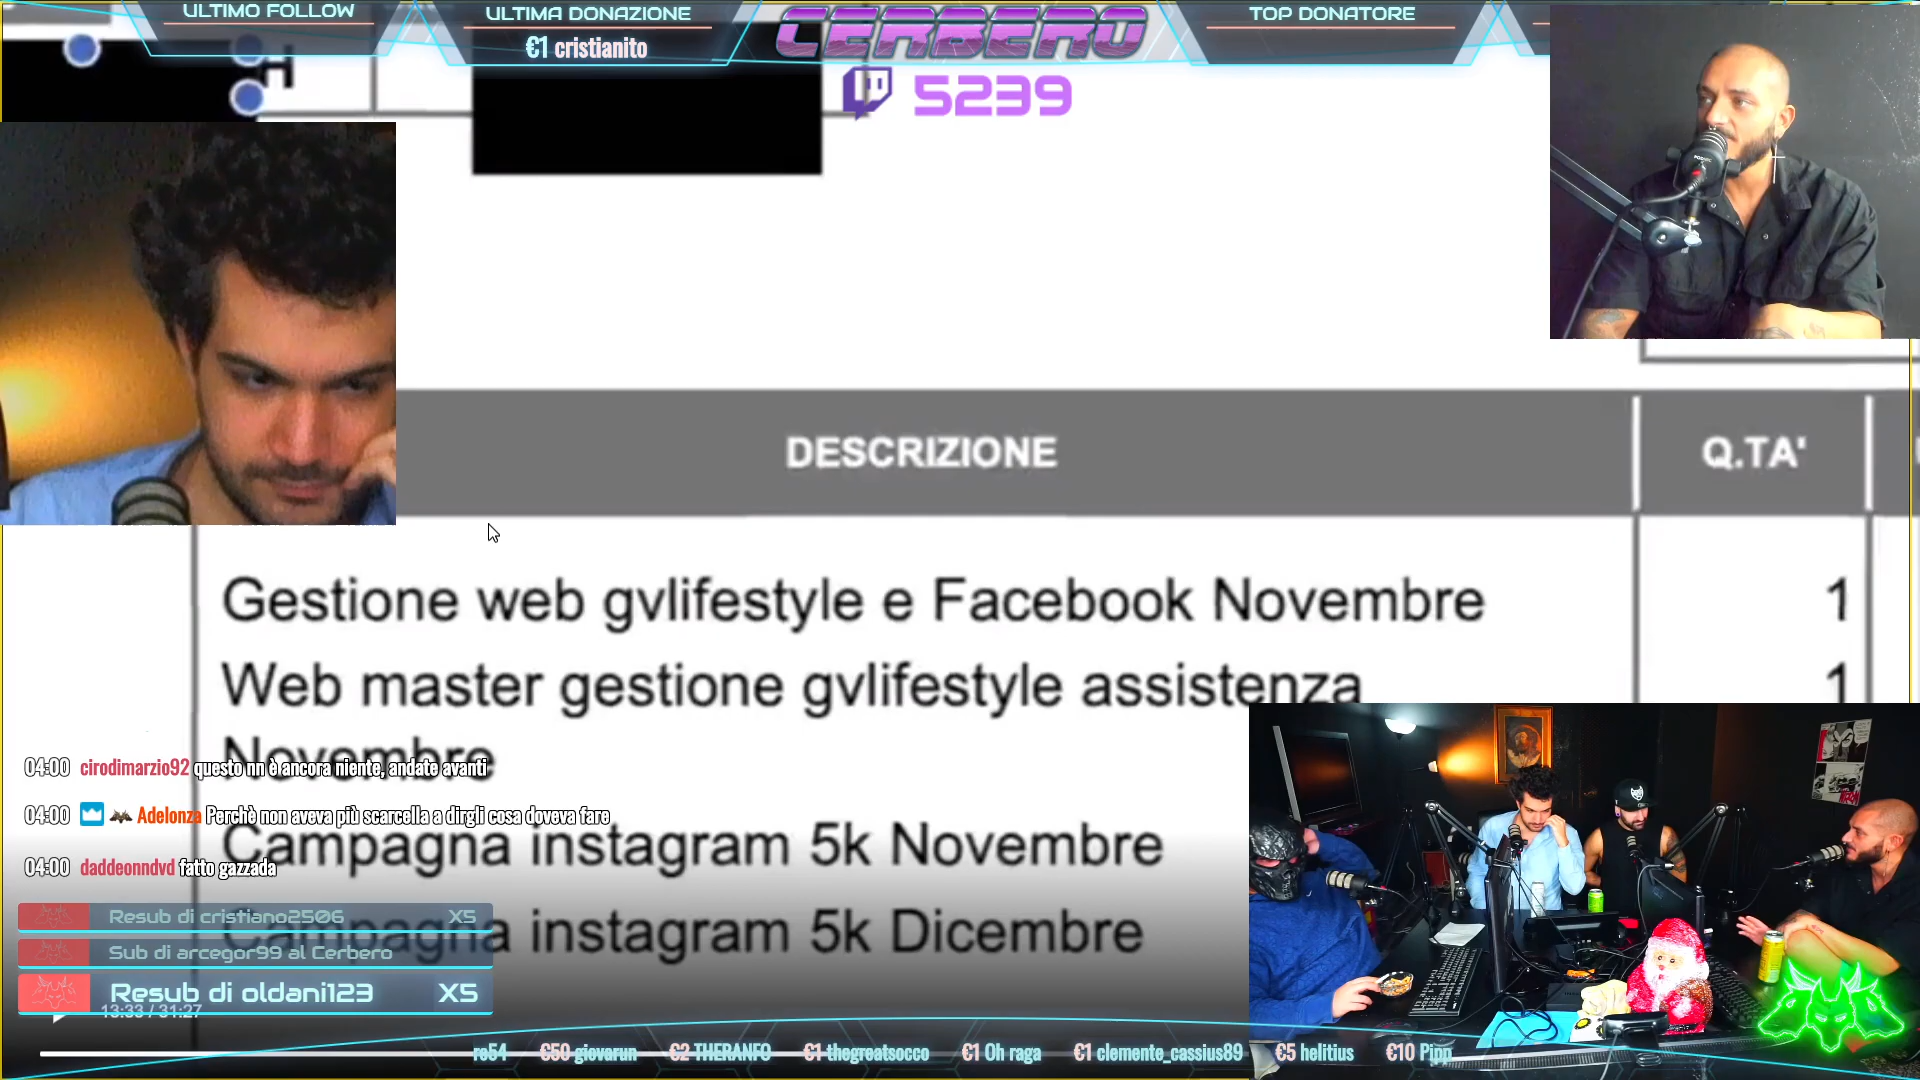 ULTIMO FOLLOW
ULTIMA DONAZIONE
€1 cristianito
CERBERO
TOP DONATORE
H
5239
DESCRIZIONE
Q.TA'
Gestione web gvlifestyle e Facebook Novembre
1
Web master gestione gvlifestyle assistenza
1
Novembre
04:00 cirodimarzio92 questo nn è ancora niente, andate avanti
04:00 Adelonze Perchè non aveva più scarcella a dirgli cosa doveva fare
Campagna instagram 5k Novembre
04:00 daddeonndvd fatto gazzada
Resub di cristiano2506 X5
Campagna instagram 5k Dicembre
Sub di arcegor99 al Cerbero
Resub di oldani123 X5
13:33 / 31:27
ro54 €50 giovarun €2 THERANFO €1 thegreatsocco €1 Oh raga €1 clemente_cassius89 €5 helitius €10 Pipp